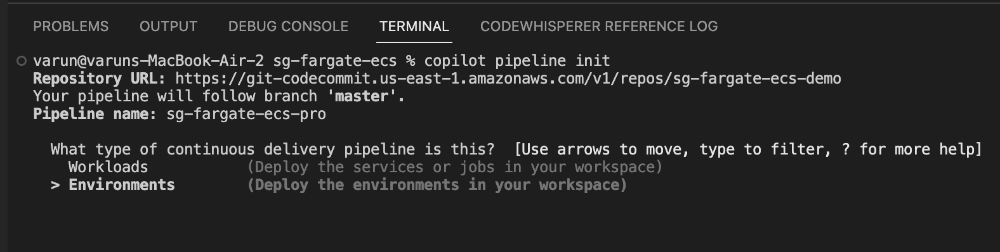 PROBLEMS OUTPUT DEBUG CONSOLE TERMINAL CODEWHISPERER REFERENCE LOG
varun@varuns-MacBook-Air-2 sg-fargate-ecs % copilot pipeline init
Repository URL: https://git-codecommit.us-east-1.amazonaws.com/v1/repos/sg-fargate-ecs-demo
Your pipeline will follow branch 'master'.
Pipeline name: sg-fargate-ecs-pro
What type of continuous delivery pipeline is this? [Use arrows to move, type to filter, ? for more help]
Workloads (Deploy the services or jobs in your workspace)
> Environments (Deploy the environments in your workspace)